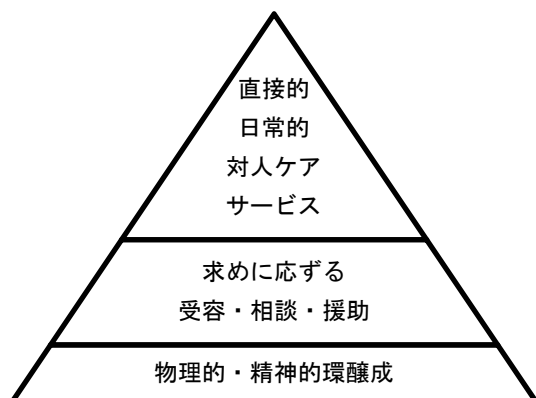 直接的
日常的
対人ケア
サービス
求めに応ずる
受容・相談・援助
物理的・精神的環醸成